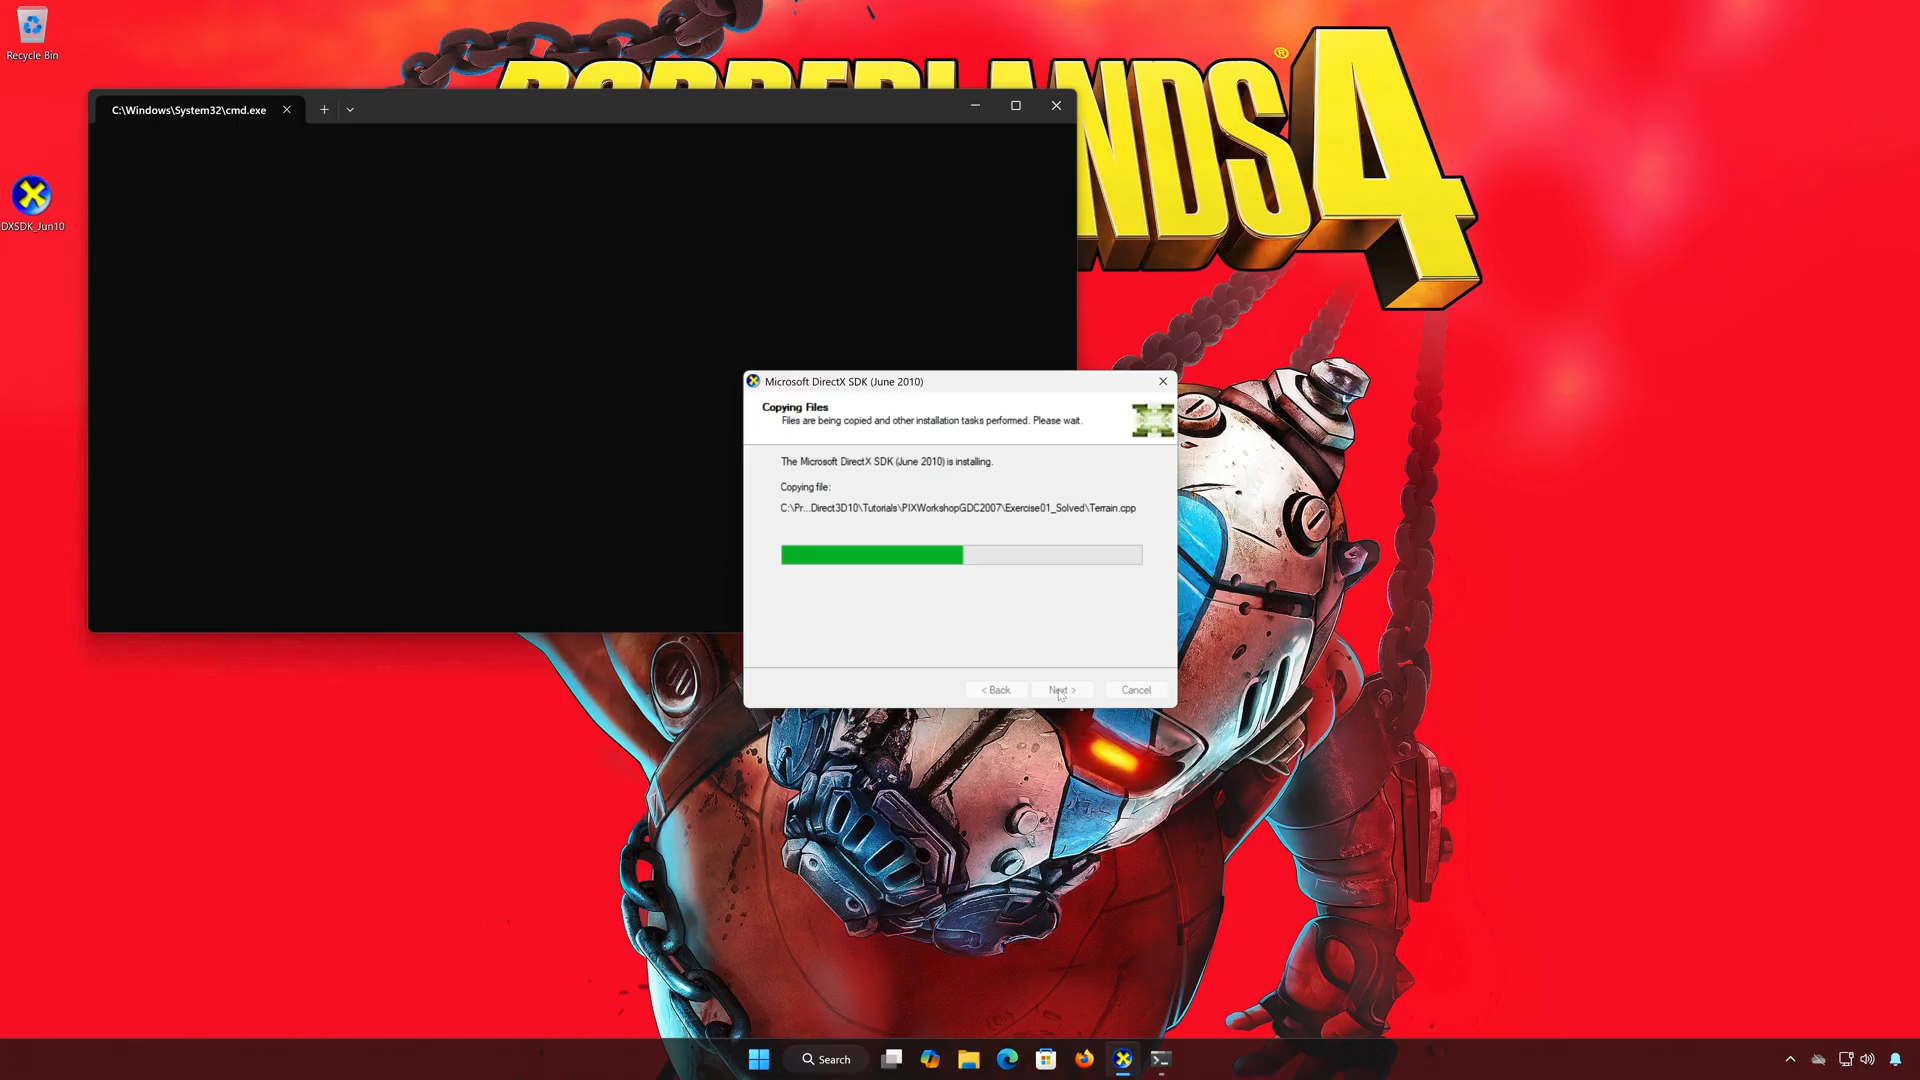 Recycle Bin
BORDERLANDS 4
®
C:\Windows\System32\cmd.exe
DXSDK_Jun10
Microsoft DirectX SDK (June 2010)
Copying Files
Files are being copied and other installation tasks performed. Please wait.
The Microsoft DirectX SDK (June 2010) is installing.
Copying file:
C:\Pr...Direct3D10\Tutorials\PIXWorkshopGDC2007\Exercise01_Solved\Terrain.cpp
< Back
Next >
Cancel
Search